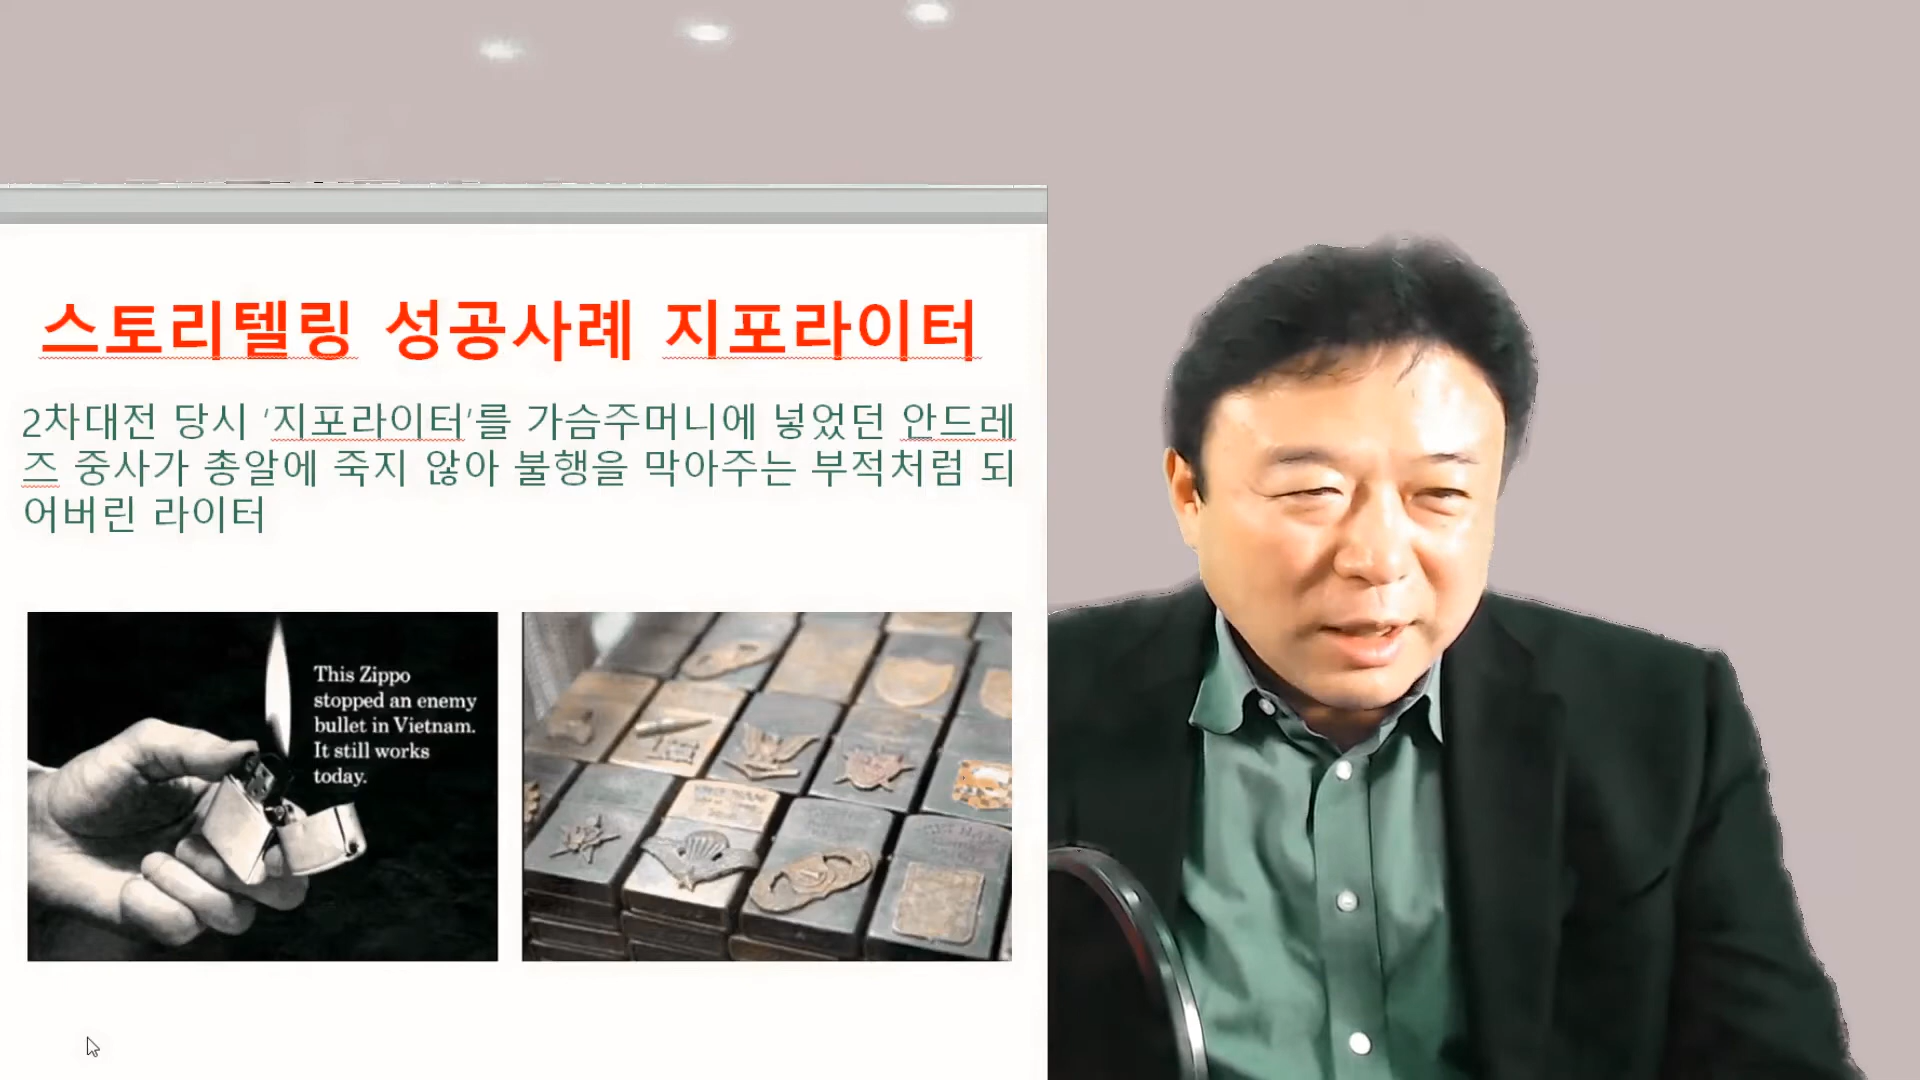 스토리텔링 성공사례 지포라이터
2차대전 당시 '지포라이터'를 가슴주머니에 넣었던 안드레
즈 중사가 총알에 죽지 않아 불행을 막아주는 부적처럼 되
어버린 라이터
This Zippo
stopped an enemy
bullet in Vietnam.
It still works
today.